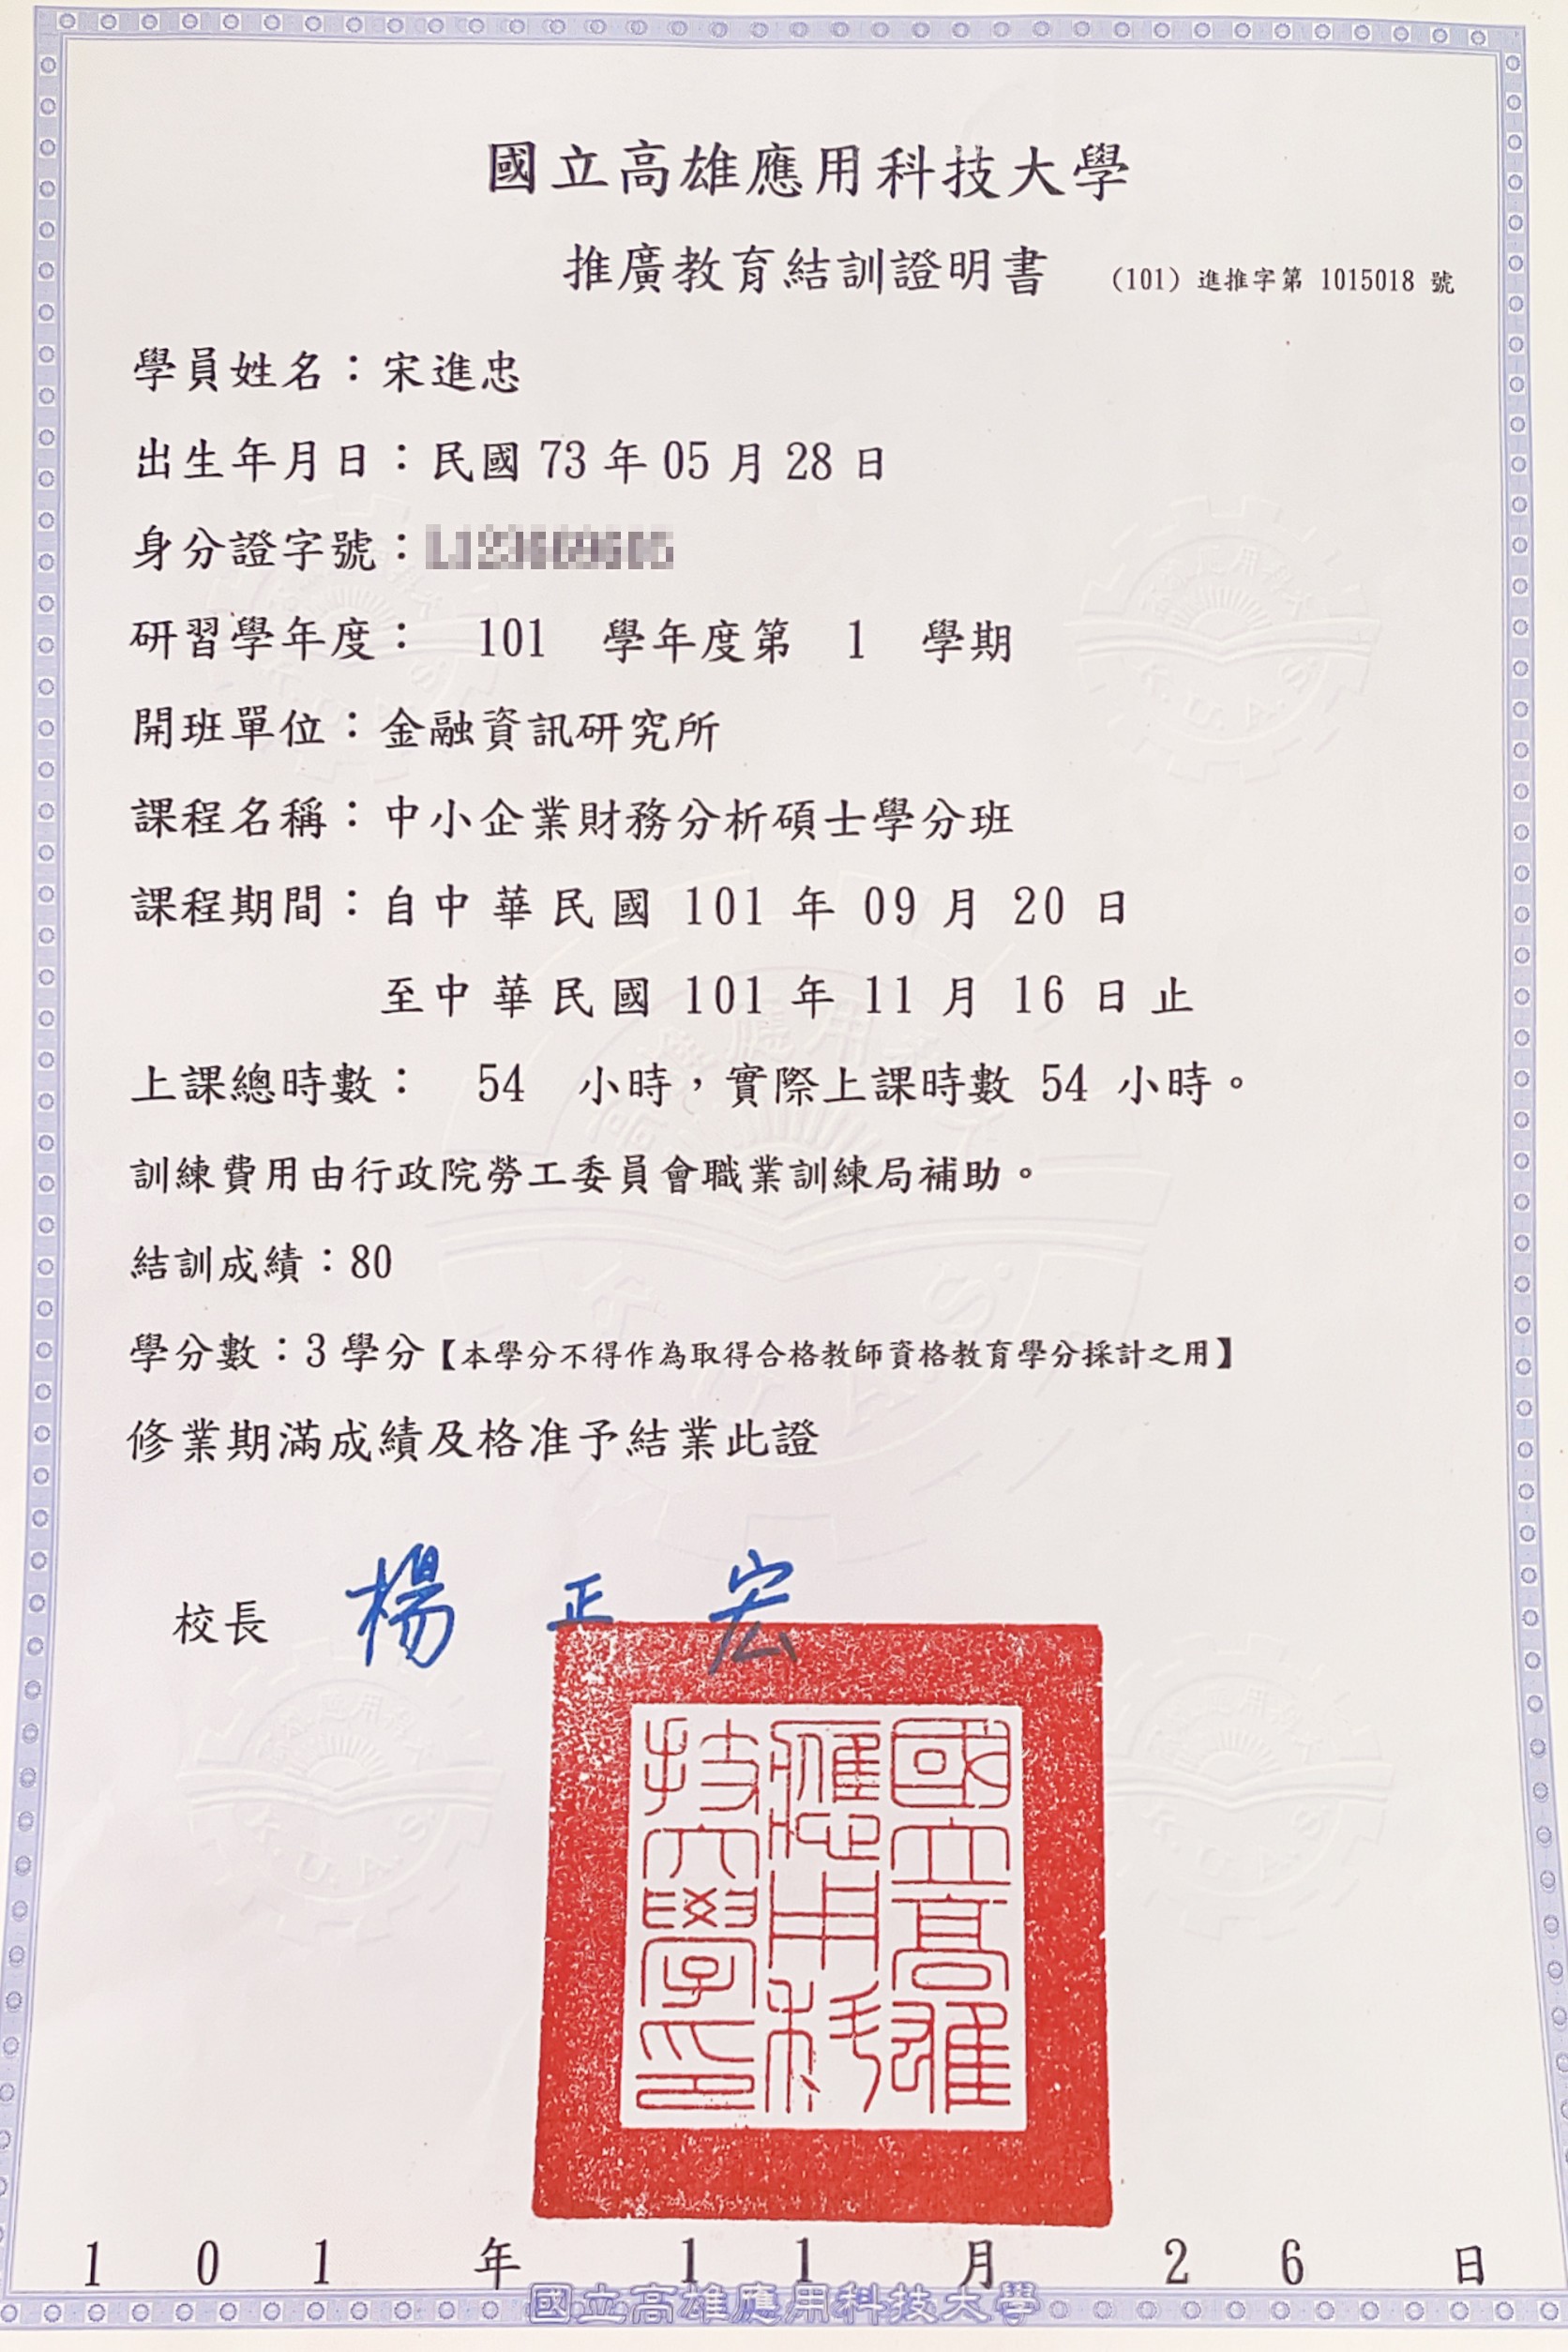 國立高雄應用科技大學
推廣教育結訓證明書 (101) 進推字第 1015018 號
學員姓名：宋進忠
出生年月日：民國 73 年 05 月 28 日
身分證字號：
研習學年度： 101 學年度第 1 學期
開班單位：金融資訊研究所
課程名稱：中小企業財務分析碩士學分班
課程期間：自中華民國 101 年 09 月 20 日
至中華民國 101 年 11 月 16 日止
上課總時數： 54 小時，實際上課時數 54 小時。
訓練費用由行政院勞工委員會職業訓練局補助。
結訓成績：80
學分數：3 學分【本學分不得作為取得合格教師資格教育學分採計之用】
修業期滿成績及格准予結業此證
校長 楊正宏
國立高雄應用科技大學印
101 年 11 月 26 日
國立高雄應用科技大學